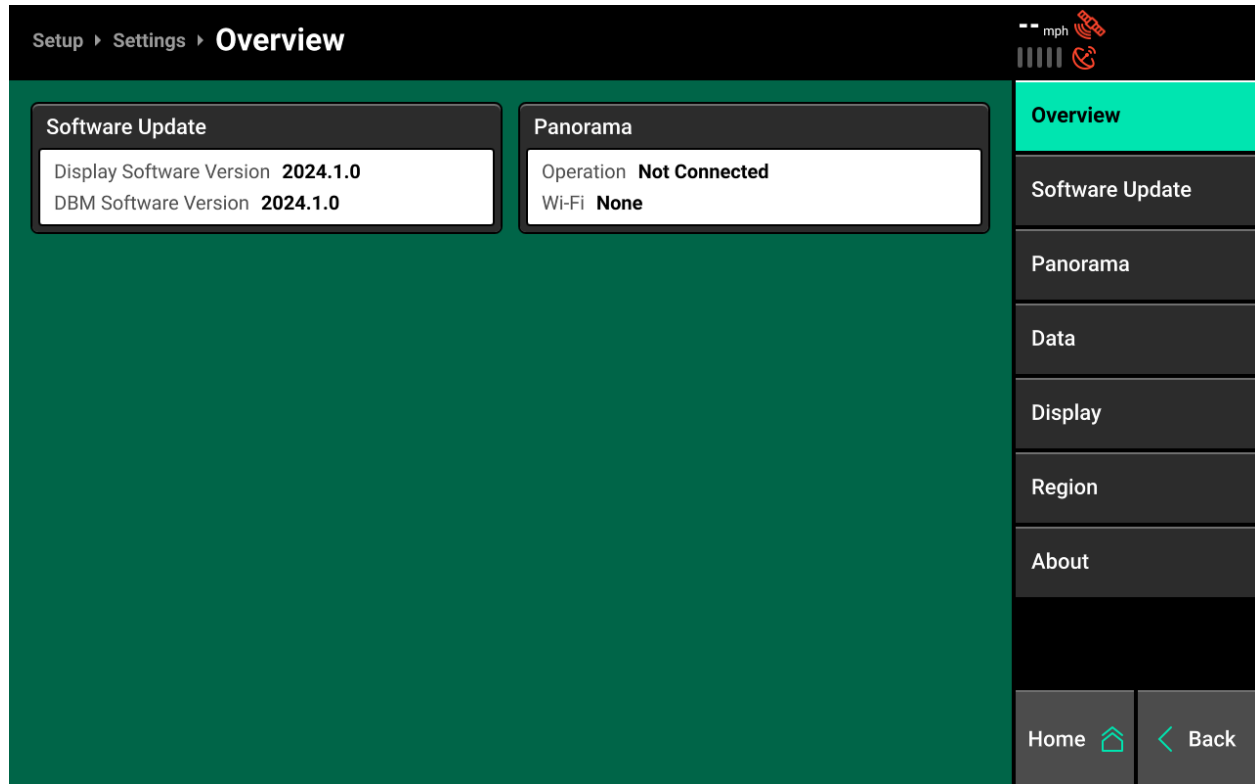 Setup Settings Overview
-- mph
Software Update
Display Software Version 2024.1.0
DBM Software Version 2024.1.0
Panorama
Operation Not Connected
Wi-Fi None
Overview
Software Update
Panorama
Data
Display
Region
About
Home
Back